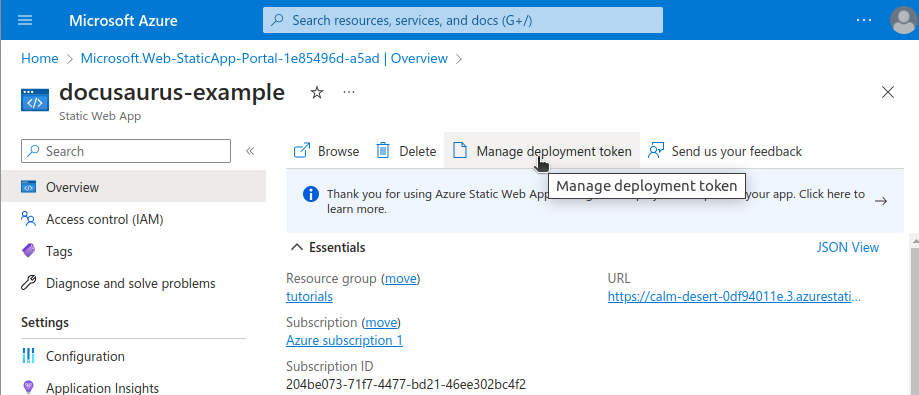 Microsoft Azure
Search resources, services, and docs (G+/)
Home > Microsoft.Web-StaticApp-Portal-1e85496d-a5ad | Overview >
docusaurus-example
Static Web App
Search
Browse
Delete
Manage deployment token
Send us your feedback
Manage deployment token
Overview
Access control (IAM)
Tags
Diagnose and solve problems
Settings
Configuration
Application Insights
Thank you for using Azure Static Web App your app. Click here to
learn more.
Essentials
JSON View
Resource group (move)
tutorials
URL
https://calm-desert-0df94011e.3.azurestati...
Subscription (move)
Azure subscription 1
Subscription ID
204be073-71f7-4477-bd21-46ee302bc4f2